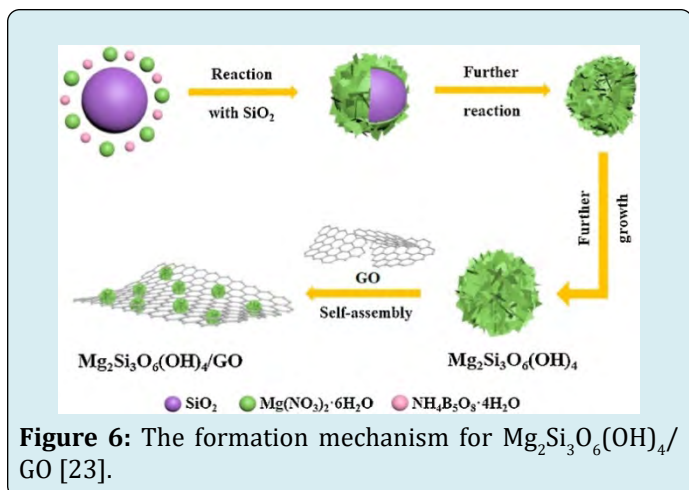 Reaction
with SiO₂
Further
reaction
Further
growth
GO
Self-assembly
Mg₂Si₃O₆(OH)₄/GO
Mg₂Si₃O₆(OH)₄
SiO₂ Mg(NO₃)₂·6H₂O NH₄B₅O₈·4H₂O
Figure 6: The formation mechanism for Mg₂Si₃O₆(OH)₄/
GO [23].